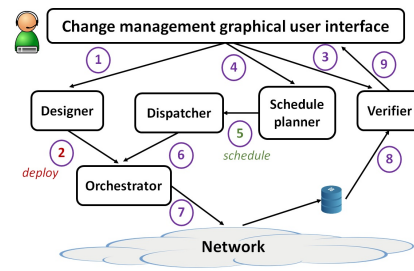 Change management graphical user interface
1
4
3
9
Designer
Dispatcher
Schedule
planner
Verifier
2
deploy
5
schedule
6
8
Orchestrator
7
Network